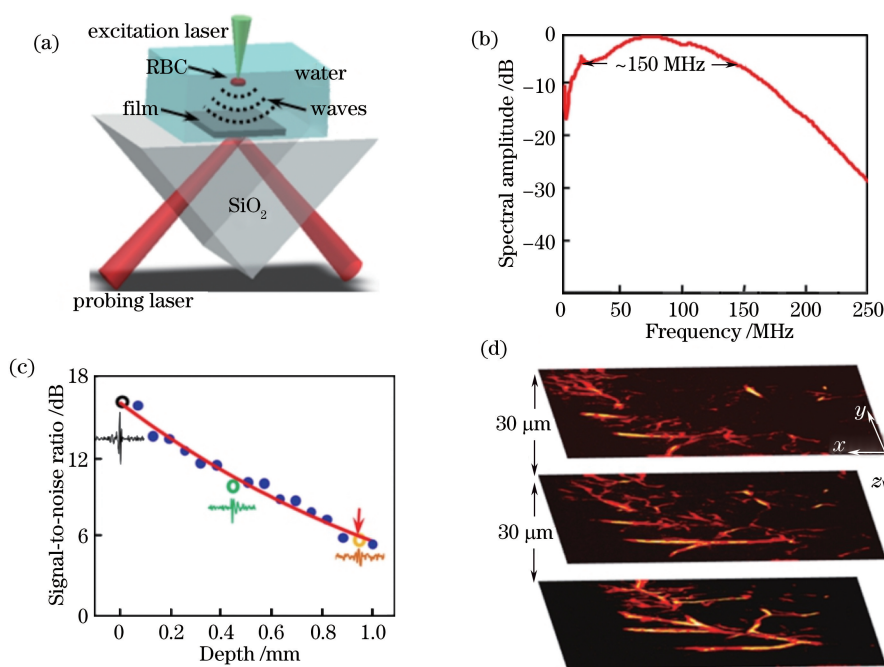 (a)
excitation laser
RBC
water
film
waves
SiO₂
probing laser
(b)
Spectral amplitude /dB
0
−10
−20
−30
−40
~150 MHz
0
50
100
150
200
250
Frequency /MHz
(c)
Signal-to-noise ratio /dB
18
12
6
0
0
0.2
0.4
0.6
0.8
1.0
Depth /mm
(d)
30 μm
30 μm
y
x
z